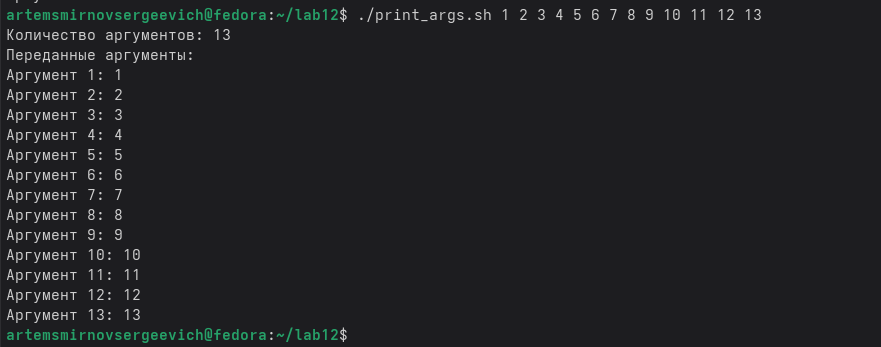 artemsmirnovsergeevich@fedora:~/lab12$ ./print_args.sh 1 2 3 4 5 6 7 8 9 10 11 12 13
Количество аргументов: 13
Переданные аргументы:
Аргумент 1: 1
Аргумент 2: 2
Аргумент 3: 3
Аргумент 4: 4
Аргумент 5: 5
Аргумент 6: 6
Аргумент 7: 7
Аргумент 8: 8
Аргумент 9: 9
Аргумент 10: 10
Аргумент 11: 11
Аргумент 12: 12
Аргумент 13: 13
artemsmirnovsergeevich@fedora:~/lab12$